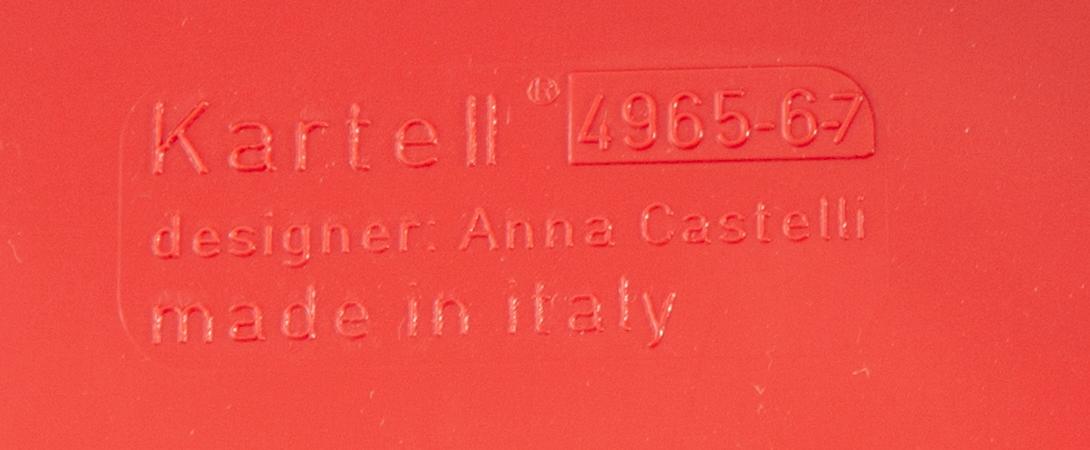 Kartell ® 4965-6-7
designer: Anna Castelli
made in italy